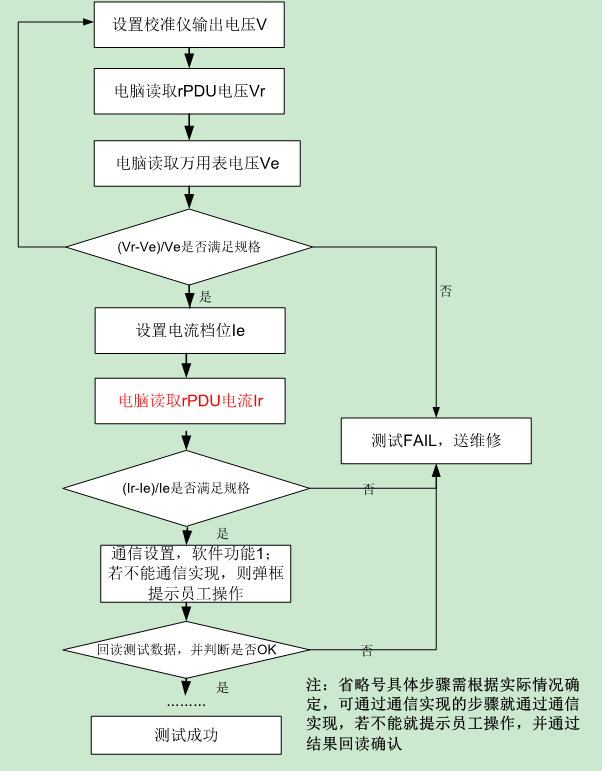 设置校准仪输出电压V
电脑读取rPDU电压Vr
电脑读取万用表电压Ve
(Vr-Ve)/Ve是否满足规格
否
是
设置电流档位Ie
电脑读取rPDU电流Ir
测试FAIL，送维修
(Ir-Ie)/Ie是否满足规格
否
是
通信设置，软件功能1；
若不能通信实现，则弹框
提示员工操作
回读测试数据，并判断是否OK
否
是
………
测试成功
注：省略号具体步骤需根据实际情况确
定，可通过通信实现的步骤就通过通信
实现，若不能就提示员工操作，并通过
结果回读确认